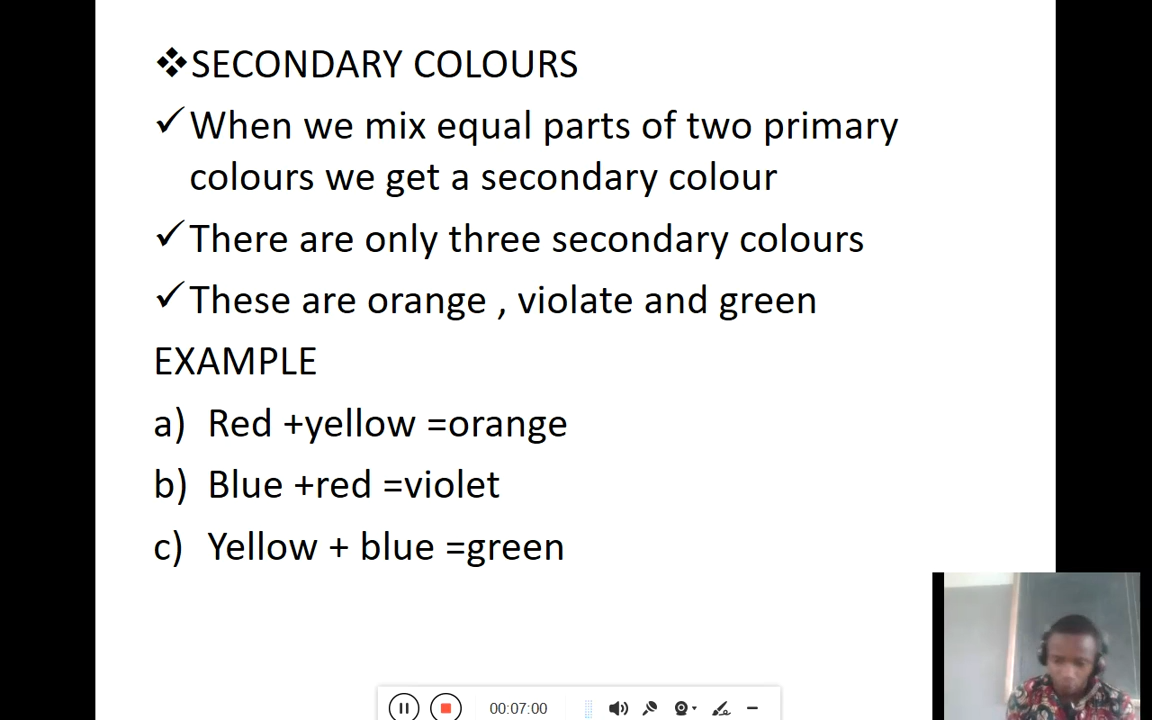 ❖SECONDARY COLOURS
✓When we mix equal parts of two primary
colours we get a secondary colour
✓There are only three secondary colours
✓These are orange , violate and green
EXAMPLE
a) Red +yellow =orange
b) Blue +red =violet
c) Yellow + blue =green
00:07:00